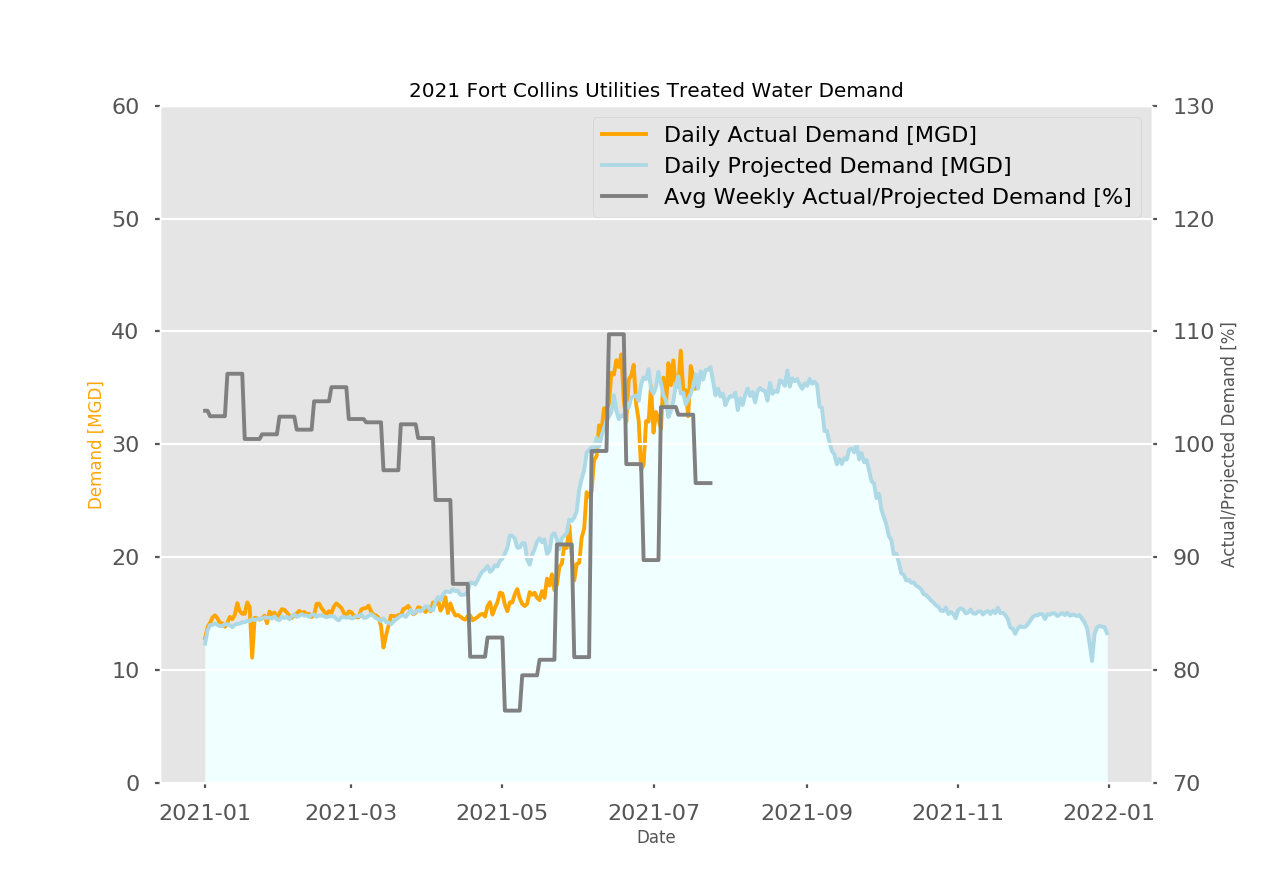 2021 Fort Collins Utilities Treated Water Demand
Daily Actual Demand [MGD]
Daily Projected Demand [MGD]
Avg Weekly Actual/Projected Demand [%]
60
50
40
30
20
10
0
Demand [MGD]
130
120
110
100
90
80
70
Actual/Projected Demand [%]
2021-01 2021-03 2021-05 2021-07 2021-09 2021-11 2022-01
Date